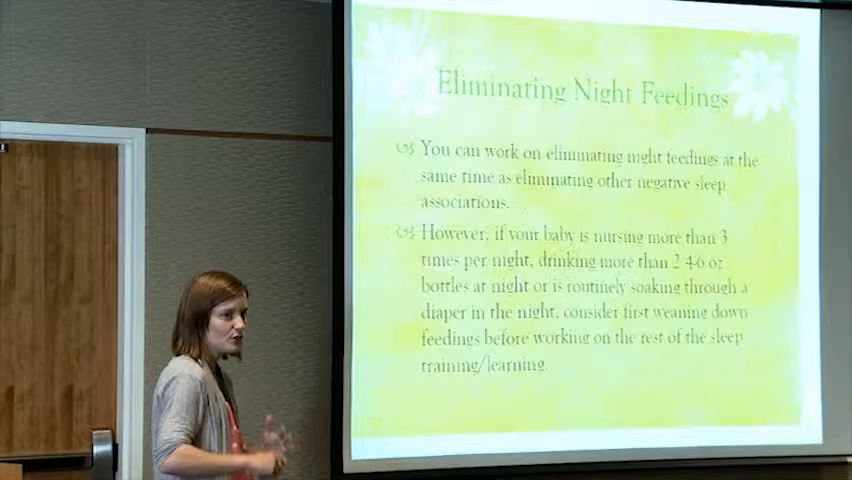 Eliminating Night Feedings
You can work on eliminating night feedings at the
same time as eliminating other negative sleep
associations.
However, if your baby is nursing more than 3
times per night, drinking more than 2 4-6 oz
bottles at night or is routinely soaking through a
diaper in the night, consider first weaning down
feedings before working on the rest of the sleep
training/learning.